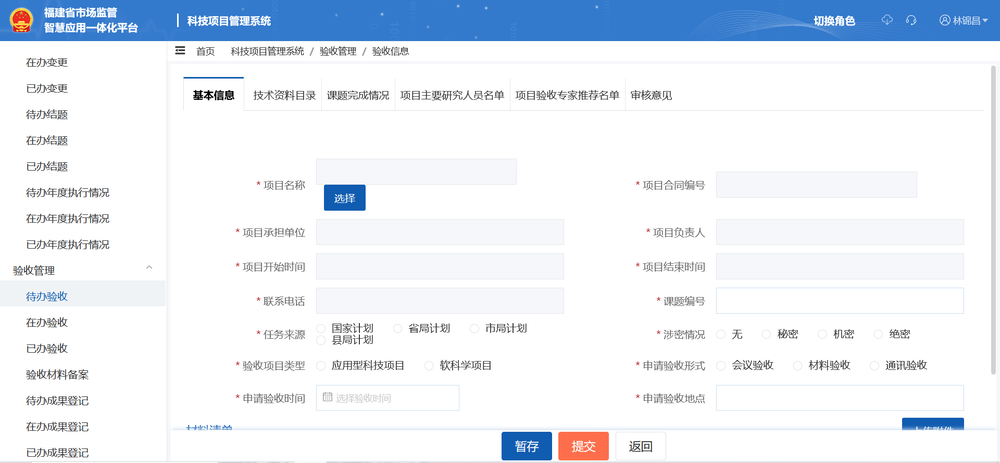 福建省市场监管
智慧应用一体化平台
科技项目管理系统
切换角色
林锦昌
在办变更
已办变更
待办结题
在办结题
已办结题
待办年度执行情况
在办年度执行情况
已办年度执行情况
验收管理
待办验收
在办验收
已办验收
验收材料备案
待办成果登记
在办成果登记
已办成果登记
首页 科技项目管理系统 / 验收管理 / 验收信息
基本信息 技术资料目录 课题完成情况 项目主要研究人员名单 项目验收专家推荐名单 审核意见
* 项目名称
选择
* 项目合同编号
* 项目承担单位
* 项目负责人
* 项目开始时间
* 项目结束时间
* 联系电话
* 课题编号
* 任务来源 国家计划 省局计划 市局计划
县局计划
* 涉密情况 无 秘密 机密 绝密
* 验收项目类型 应用型科技项目 软科学项目
* 申请验收形式 会议验收 材料验收 通讯验收
* 申请验收时间 选择验收时间
* 申请验收地点
材料清单
上传附件
暂存 提交 返回